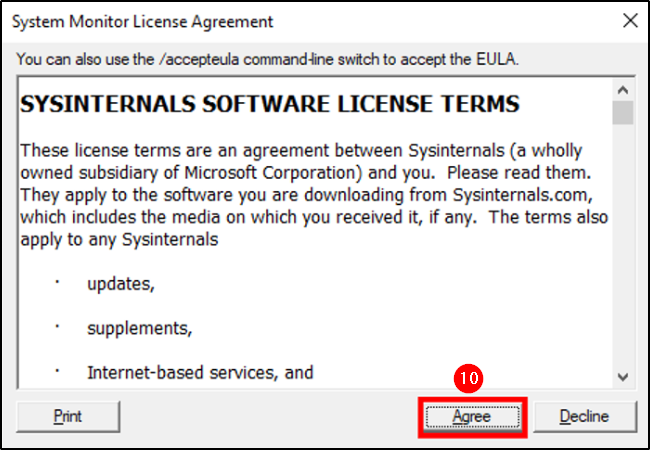 System Monitor License Agreement
You can also use the /accepteula command-line switch to accept the EULA.
SYSINTERNALS SOFTWARE LICENSE TERMS
These license terms are an agreement between Sysinternals (a wholly
owned subsidiary of Microsoft Corporation) and you.  Please read them.
They apply to the software you are downloading from Sysinternals.com,
which includes the media on which you received it, if any.  The terms also
apply to any Sysinternals
· updates,
· supplements,
· Internet-based services, and
10
Print Agree Decline